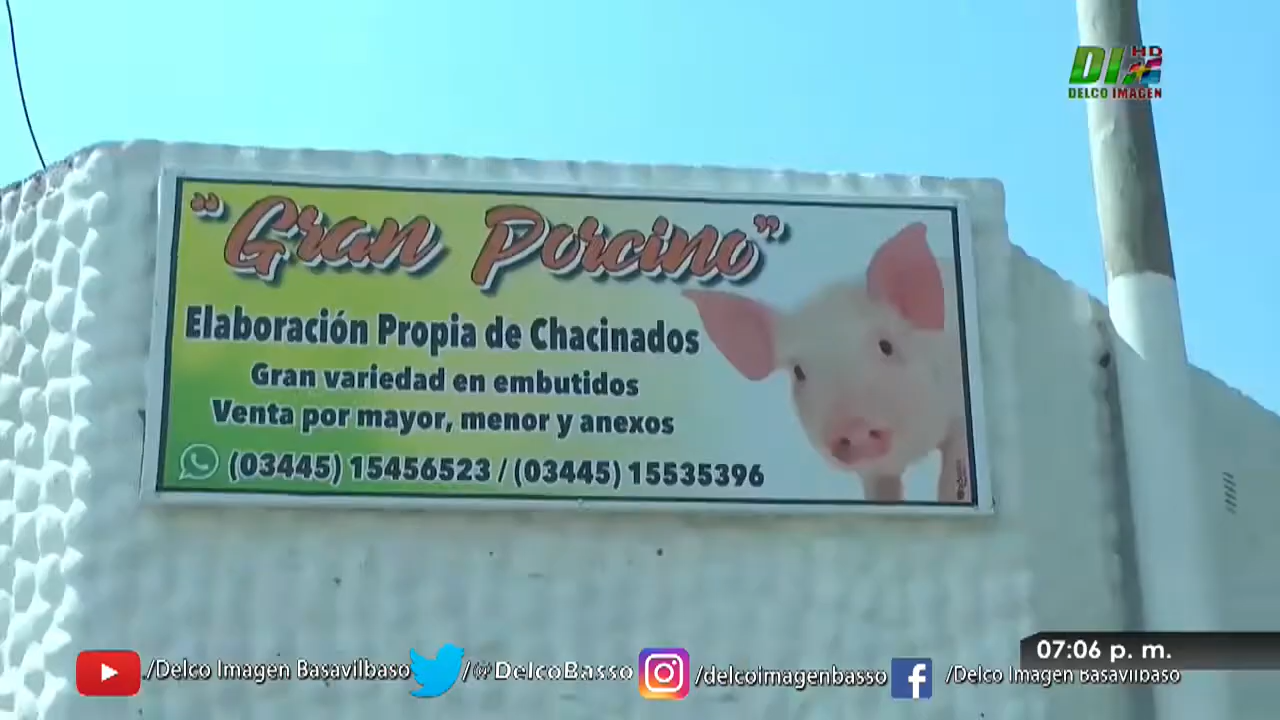 DI HD
DELCO IMAGEN
"Gran Porcino"
Elaboración Propia de Chacinados
Gran variedad en embutidos
Venta por mayor, menor y anexos
(03445) 15456523 / (03445) 15535396
07:06 p. m.
/Delco Imagen Basavilbaso /@DelcoBasso /delcoimagenbasso /Delco Imagen Basavilbaso